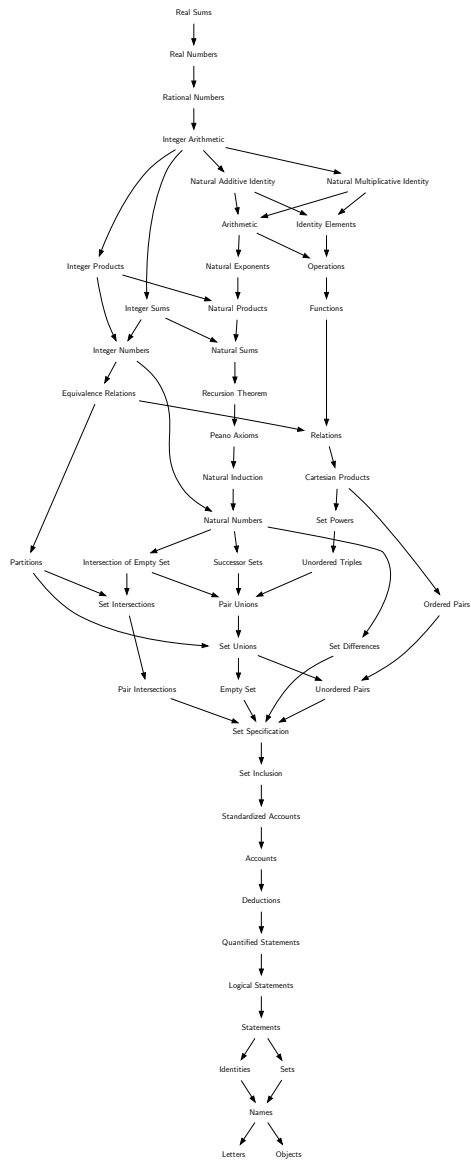 Real Sums
Real Numbers
Rational Numbers
Integer Arithmetic
Natural Additive Identity
Natural Multiplicative Identity
Arithmetic
Identity Elements
Integer Products
Natural Exponents
Operations
Integer Sums
Natural Products
Functions
Integer Numbers
Natural Sums
Equivalence Relations
Recursion Theorem
Peano Axioms
Relations
Natural Induction
Cartesian Products
Natural Numbers
Set Powers
Partitions
Intersection of Empty Set
Successor Sets
Unordered Triples
Set Intersections
Pair Unions
Ordered Pairs
Set Unions
Set Differences
Pair Intersections
Empty Set
Unordered Pairs
Set Specification
Set Inclusion
Standardized Accounts
Accounts
Deductions
Quantified Statements
Logical Statements
Statements
Identities
Sets
Names
Letters
Objects